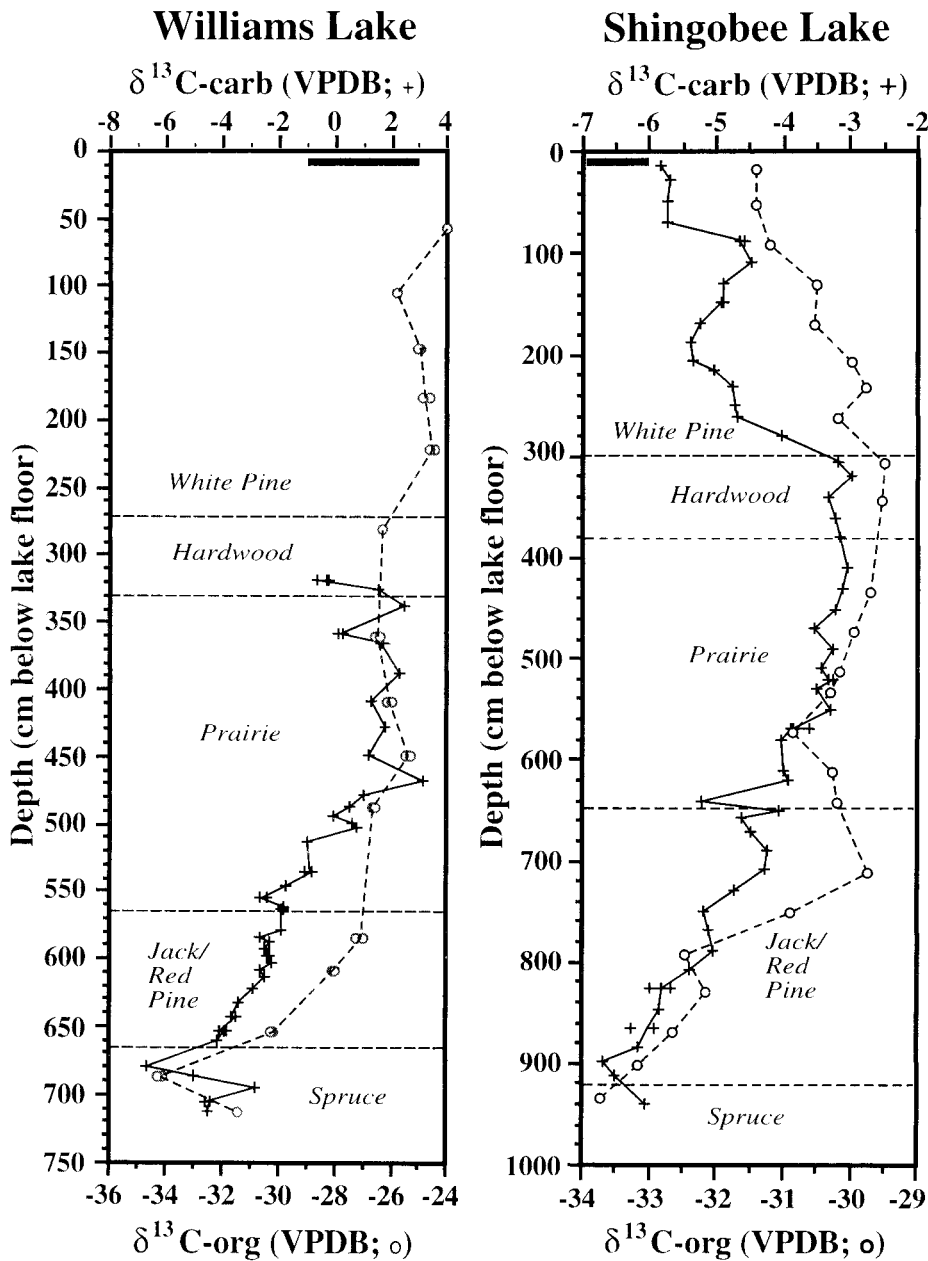 Williams Lake
δ13C-carb (VPDB; +)
-8 -6 -4 -2 0 2 4
0
50
100
150
200
250
300
350
400
450
500
550
600
650
700
750
Depth (cm below lake floor)
White Pine
Hardwood
Prairie
Jack/
Red
Pine
Spruce
-36 -34 -32 -30 -28 -26 -24
δ13C-org (VPDB; o)
Shingobee Lake
δ13C-carb (VPDB; +)
-7 -6 -5 -4 -3 -2
0
100
200
300
400
500
600
700
800
900
1000
Depth (cm below lake floor)
White Pine
Hardwood
Prairie
Jack/
Red
Pine
Spruce
-34 -33 -32 -31 -30 -29
δ13C-org (VPDB; o)